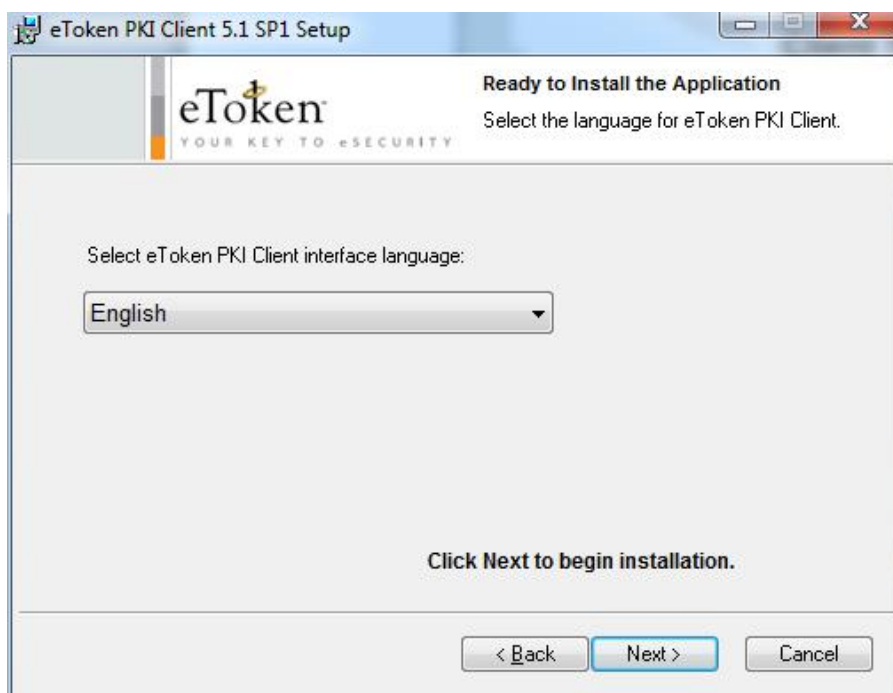 eToken PKI Client 5.1 SP1 Setup
eToken
YOUR KEY TO eSECURITY
Ready to Install the Application
Select the language for eToken PKI Client.
Select eToken PKI Client interface language:
English
Click Next to begin installation.
< Back
Next >
Cancel